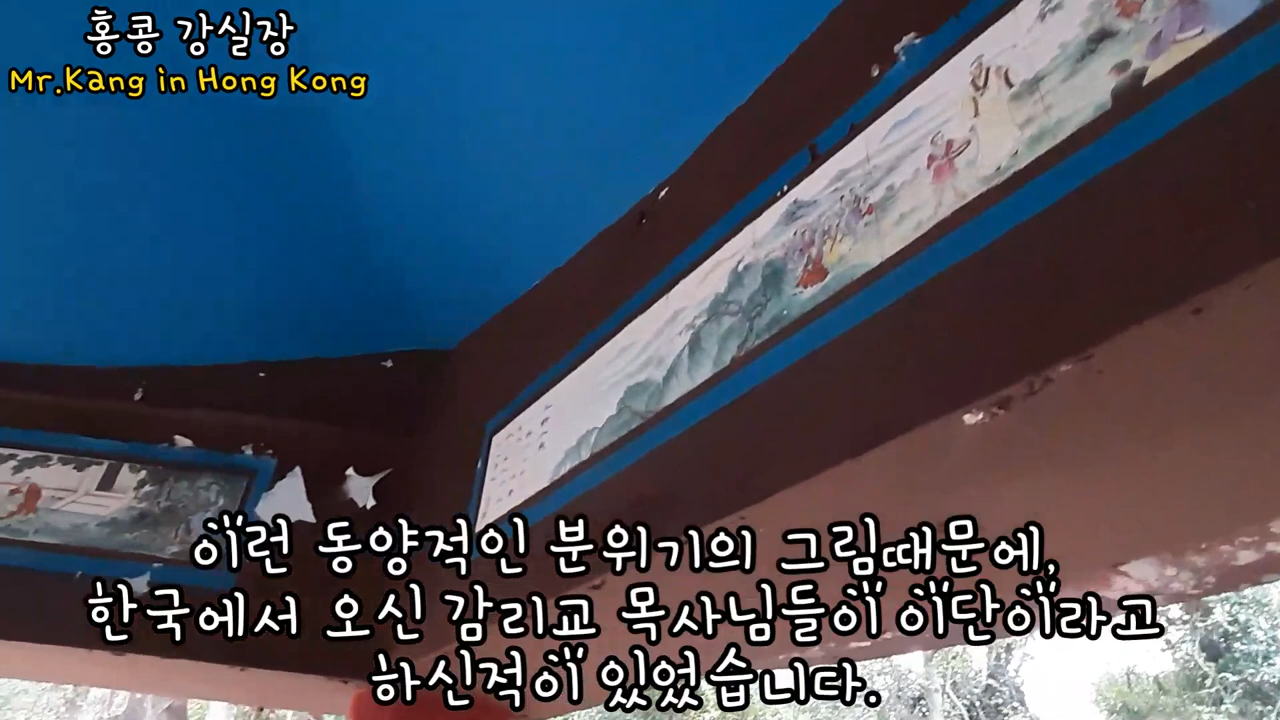 홍콩 강실장
Mr.Kang in Hong Kong
이런 동양적인 분위기의 그림때문에,
한국에서 오신 감리교 목사님들이 이단이라고
하신적이 있었습니다.